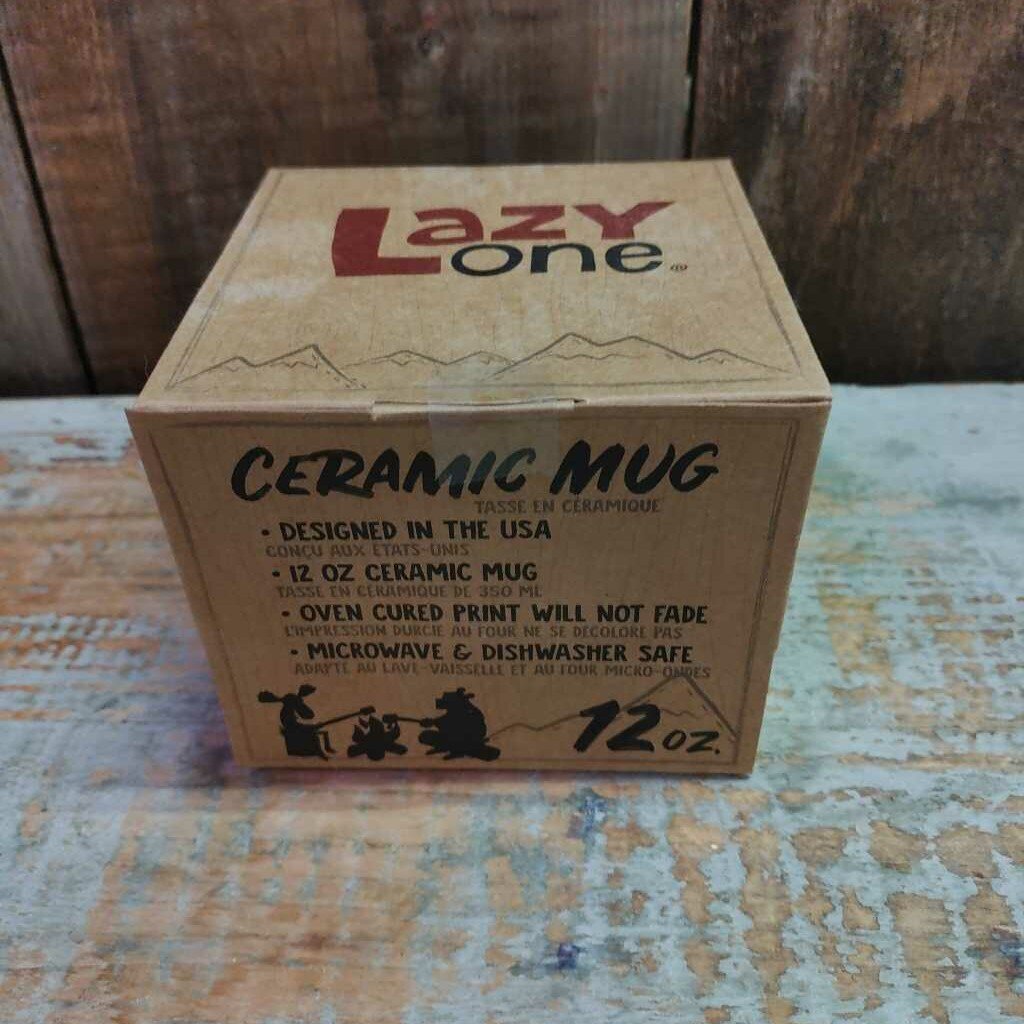 Lazy
one®
CERAMIC MUG
TASSE EN CÉRAMIQUE
• DESIGNED IN THE USA
CONÇU AUX ÉTATS-UNIS
• 12 OZ CERAMIC MUG
TASSE EN CÉRAMIQUE DE 350 ML
• OVEN CURED PRINT WILL NOT FADE
L'IMPRESSION DURCIE AU FOUR NE SE DÉCOLORE PAS
• MICROWAVE & DISHWASHER SAFE
ADAPTÉ AU LAVE-VAISSELLE ET AU FOUR MICRO-ONDES
12 OZ.